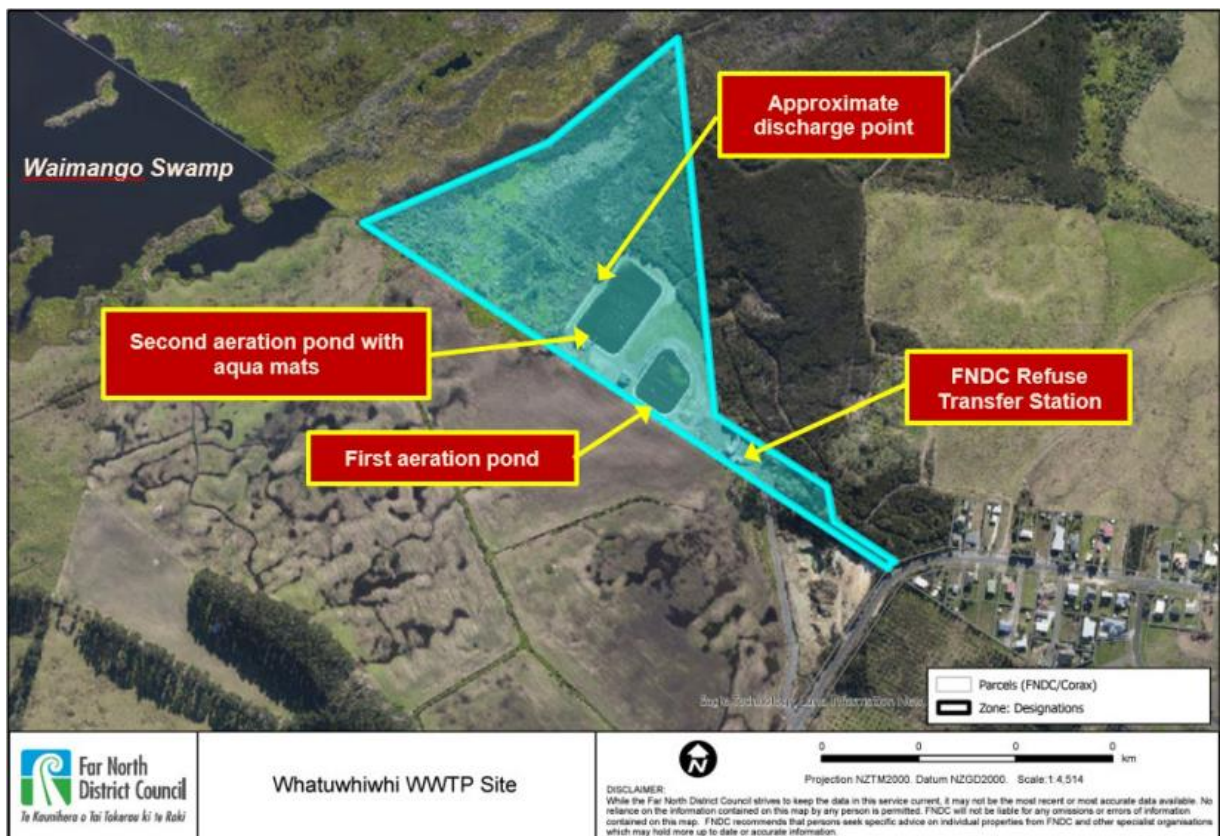 Approximate
discharge point
Waimango Swamp
Second aeration pond with
aqua mats
FNDC Refuse
Transfer Station
First aeration pond
Parcels (FNDC/Corax)
Zone: Designations
Far North
District Council
Te Kaunihera o Tai Tokerau ki te Raki
Whatuwhiwhi WWTP Site
0 0 0 0
km
Projection NZTM2000. Datum NZGD2000. Scale:1:4,514
DISCLAIMER:
While the Far North District Council strives to keep the data in this service current, it may not be the most recent or most accurate data available. No
reliance on the information contained on this map by any person is permitted. FNDC will not be liable for any omissions or errors of information
contained on this map. FNDC recommends that persons seek specific advice on individual properties from FNDC and other specialist organisations
which may hold more up to date or accurate information.